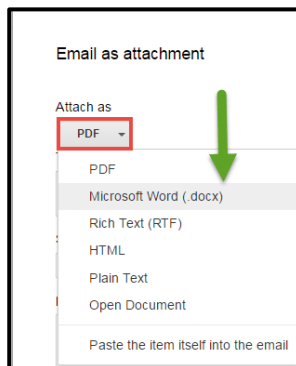 Email as attachment
Attach as
PDF
PDF
Microsoft Word (.docx)
Rich Text (RTF)
HTML
Plain Text
Open Document
Paste the item itself into the email